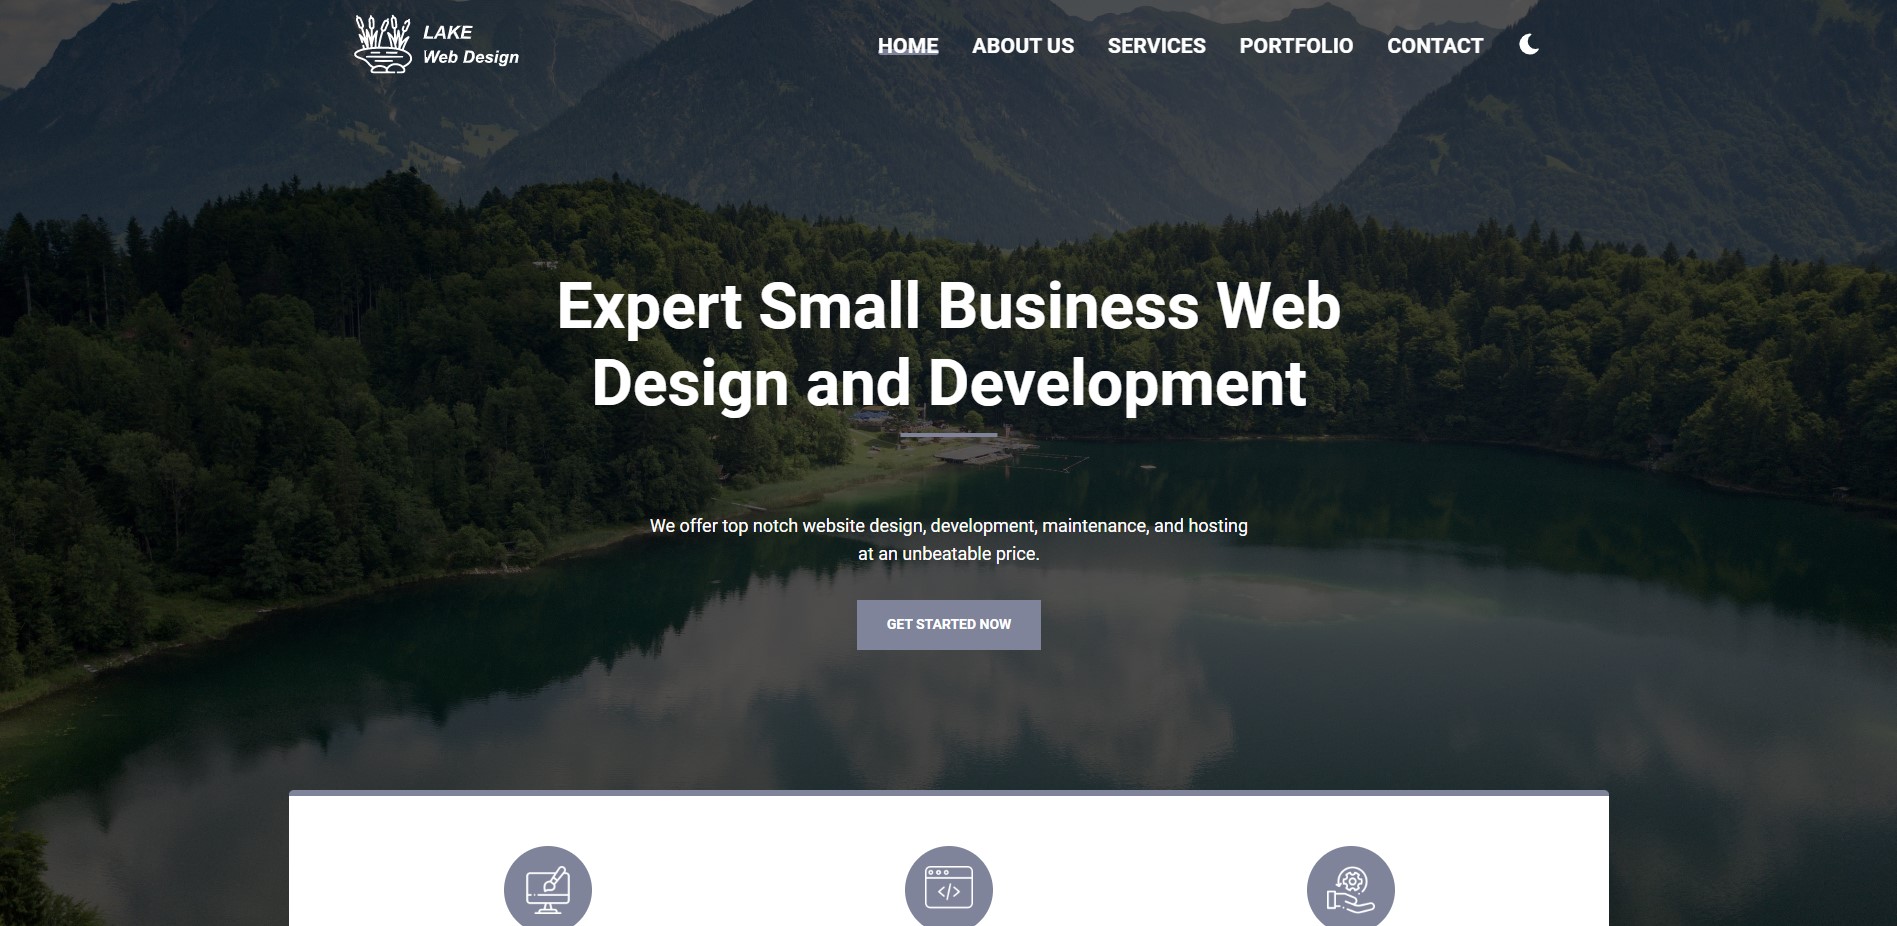 LAKE
Web Design
HOME ABOUT US SERVICES PORTFOLIO CONTACT
Expert Small Business Web
Design and Development
We offer top notch website design, development, maintenance, and hosting
at an unbeatable price.
GET STARTED NOW